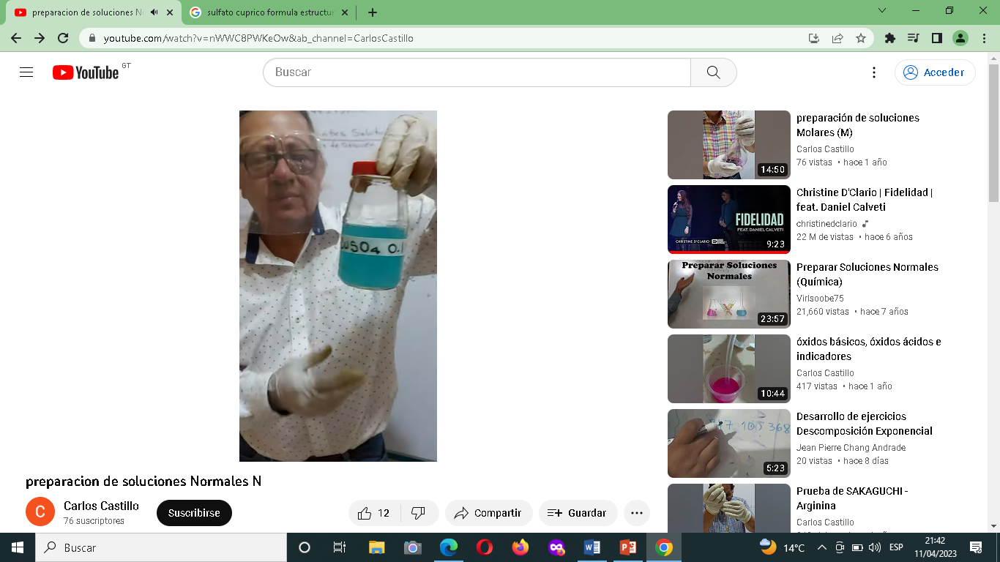 preparacion de soluciones N
sulfato cuprico formula estructur
youtube.com/watch?v=nWWC8PWKeOw&ab_channel=CarlosCastillo
YouTube GT
Buscar
Acceder
CuSO4 0.
preparacion de soluciones Normales N
C
Carlos Castillo
76 suscriptores
Suscribirse
12
Compartir
Guardar
14:50
preparación de soluciones
Molares (M)
Carlos Castillo
76 vistas • hace 1 año
FIDELIDAD
FEAT. DANIEL CALVETI
CHRISTINE D'CLARIO
9:23
Christine D'Clario | Fidelidad |
feat. Daniel Calveti
christinedclario
22 M de vistas • hace 6 años
Preparar Soluciones
Normales
23:57
Preparar Soluciones Normales
(Química)
Virlsoobe75
21,660 vistas • hace 7 años
10:44
óxidos básicos, óxidos ácidos e
indicadores
Carlos Castillo
417 vistas • hace 1 año
5:23
Desarrollo de ejercicios
Descomposición Exponencial
Jean Pierre Chang Andrade
20 vistas • hace 8 días
Prueba de SAKAGUCHI -
Arginina
Carlos Castillo
Buscar
14°C
ESP
21:42
11/04/2023